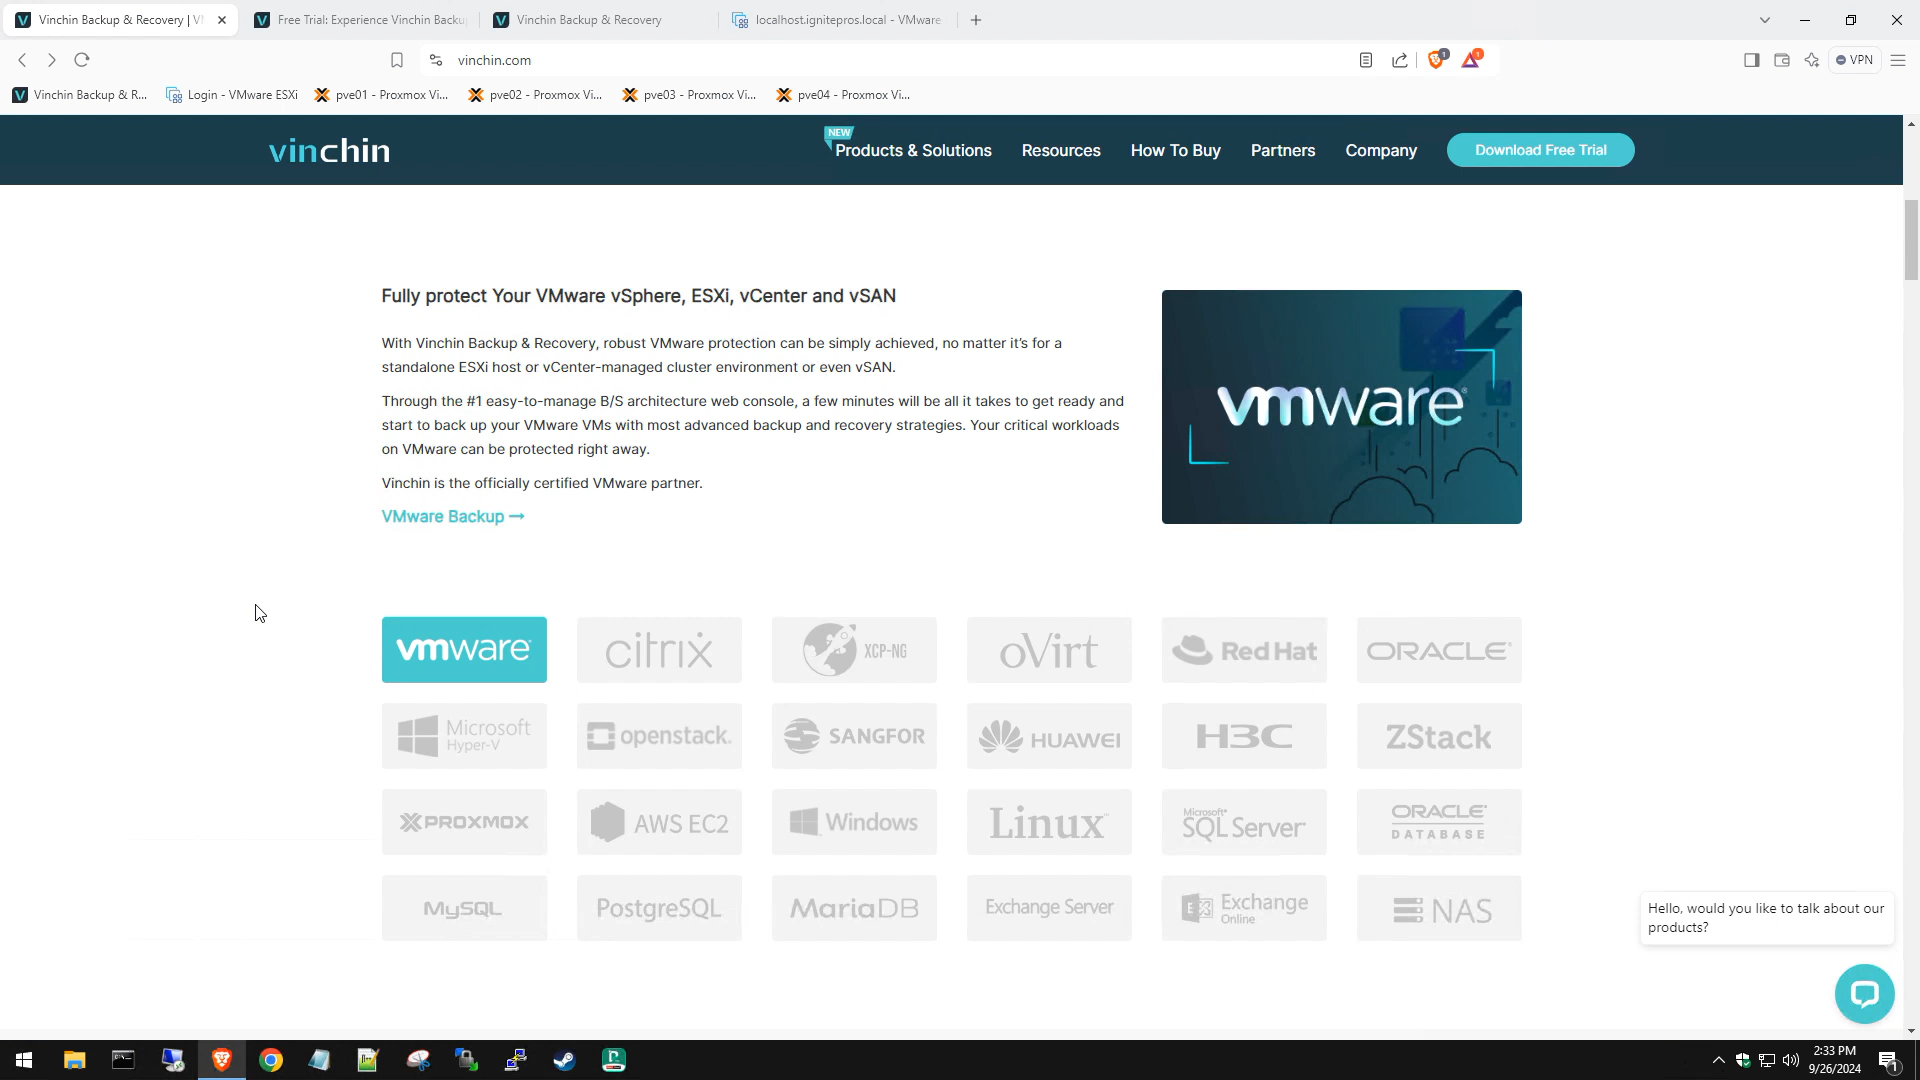 Vinchin Backup & Recovery | VM
Free Trial: Experience Vinchin Backu
Vinchin Backup & Recovery
localhost.ignitepros.local - VMware
vinchin.com
1
1
VPN
Vinchin Backup & R...
Login - VMware ESXi
pve01 - Proxmox Vi...
pve02 - Proxmox Vi...
pve03 - Proxmox Vi...
pve04 - Proxmox Vi...
vinchin
NEW
Products & Solutions
Resources
How To Buy
Partners
Company
Download Free Trial
Fully protect Your VMware vSphere, ESXi, vCenter and vSAN
With Vinchin Backup & Recovery, robust VMware protection can be simply achieved, no matter it's for a
standalone ESXi host or vCenter-managed cluster environment or even vSAN.
Through the #1 easy-to-manage B/S architecture web console, a few minutes will be all it takes to get ready and
start to back up your VMware VMs with most advanced backup and recovery strategies. Your critical workloads
on VMware can be protected right away.
Vinchin is the officially certified VMware partner.
VMware Backup →
vmware®
vmware®
citrix
XCP-NG
oVirt
Red Hat
ORACLE®
Microsoft
Hyper-V
openstack.
SANGFOR
HUAWEI
H3C
ZStack
PROXMOX
AWS EC2
Windows
Linux™
Microsoft®
SQL Server®
ORACLE®
DATABASE
MySQL
PostgreSQL
MariaDB
Exchange Server
Exchange
Online
NAS
Hello, would you like to talk about our
products?
2:33 PM
9/26/2024
1